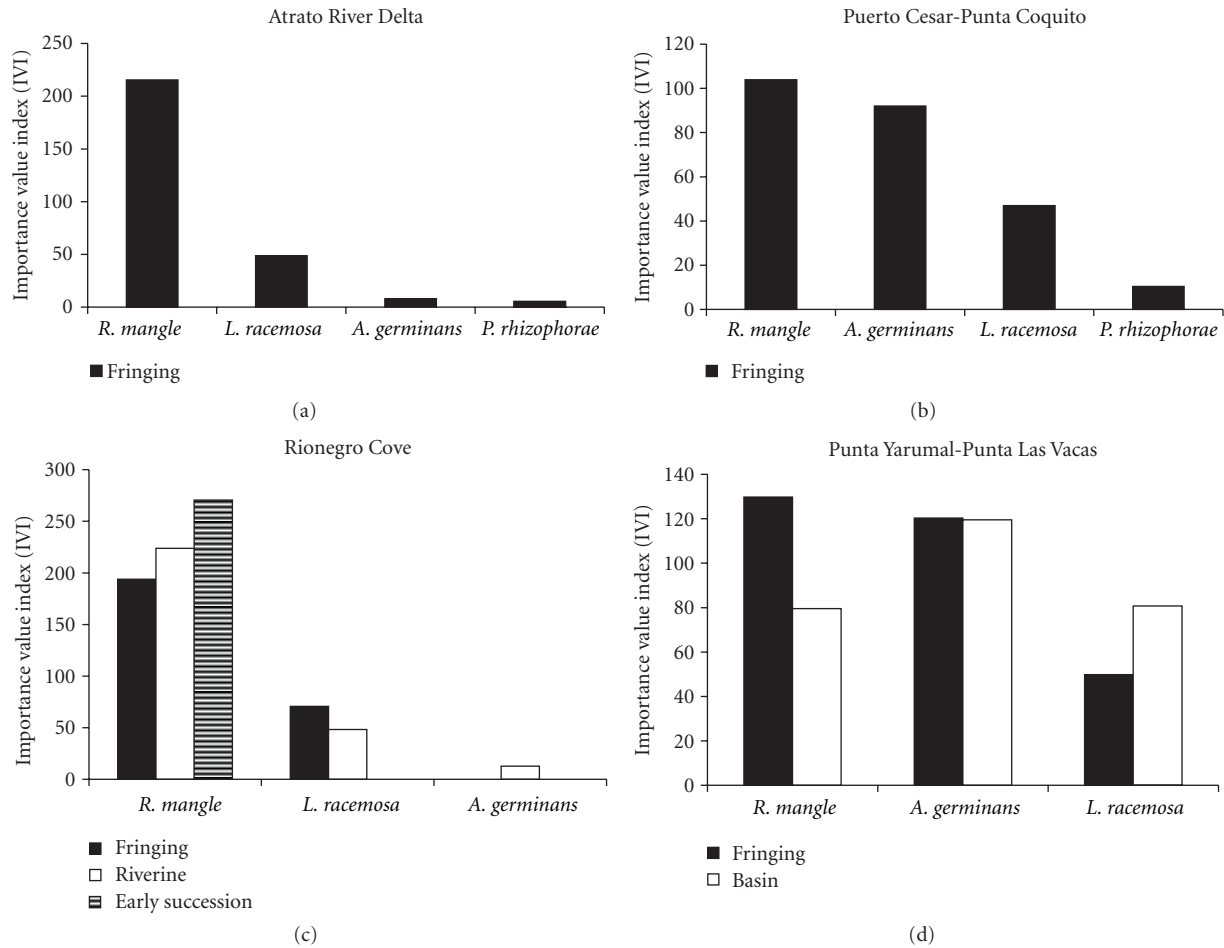 Atrato River Delta
Importance value index (IVI)
250
200
150
100
50
0
R. mangle L. racemosa A. germinans P. rhizophorae
Fringing
(a)
Puerto Cesar-Punta Coquito
Importance value index (IVI)
120
100
80
60
40
20
0
R. mangle A. germinans L. racemosa P. rhizophorae
Fringing
(b)
Rionegro Cove
Importance value index (IVI)
300
250
200
150
100
50
0
R. mangle L. racemosa A. germinans
Fringing
Riverine
Early succession
(c)
Punta Yarumal-Punta Las Vacas
Importance value index (IVI)
140
120
100
80
60
40
20
0
R. mangle A. germinans L. racemosa
Fringing
Basin
(d)